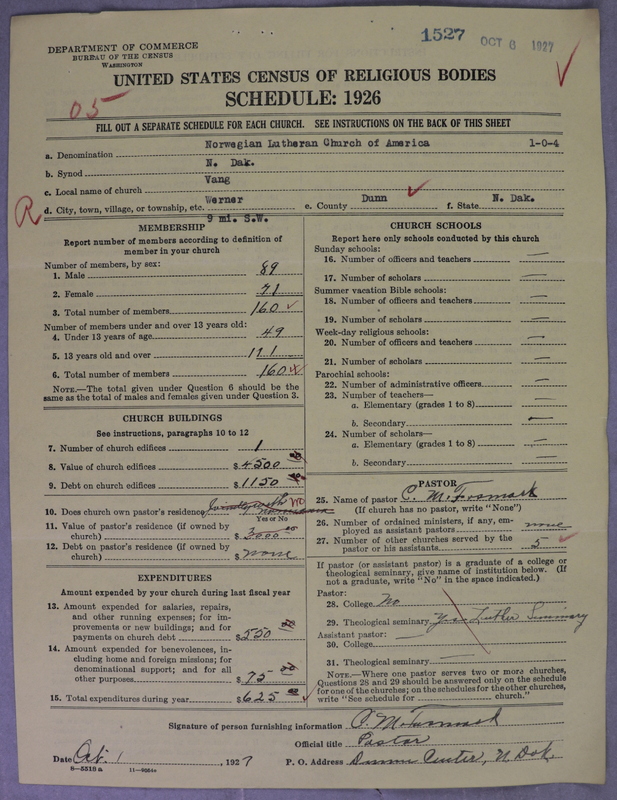 1527 OCT 6 1927
DEPARTMENT OF COMMERCE
BUREAU OF THE CENSUS
WASHINGTON
UNITED STATES CENSUS OF RELIGIOUS BODIES
SCHEDULE: 1926
05
FILL OUT A SEPARATE SCHEDULE FOR EACH CHURCH. SEE INSTRUCTIONS ON THE BACK OF THIS SHEET
a. Denomination Norwegian Lutheran Church of America 1-0-4
b. Synod N. Dak.
c. Local name of church Vang
R d. City, town, village, or township, etc. Werner e. County Dunn f. State N. Dak.
9 mi. S.W.
MEMBERSHIP
Report number of members according to definition of
member in your church
Number of members, by sex:
1. Male 89
2. Female 71
3. Total number of members 160
Number of members under and over 13 years old:
4. Under 13 years of age 49
5. 13 years old and over 111
6. Total number of members 160
NOTE.—The total given under Question 6 should be the
same as the total of males and females given under Question 3.
CHURCH BUILDINGS
See instructions, paragraphs 10 to 12
7. Number of church edifices 1
8. Value of church edifices $4500
9. Debt on church edifices $1150
10. Does church own pastor's residence? Jointly with No
Yes or No
11. Value of pastor's residence (if owned by
church) $3000 00
12. Debt on pastor's residence (if owned by
church) $none
EXPENDITURES
Amount expended by your church during last fiscal year
13. Amount expended for salaries, repairs,
and other running expenses; for im-
provements or new buildings; and for
payments on church debt $550 00
14. Amount expended for benevolences, in-
cluding home and foreign missions; for
denominational support; and for all
other purposes $75 00
15. Total expenditures during year $625 00
CHURCH SCHOOLS
Report here only schools conducted by this church
Sunday schools:
16. Number of officers and teachers —
17. Number of scholars —
Summer vacation Bible schools:
18. Number of officers and teachers —
19. Number of scholars —
Week-day religious schools:
20. Number of officers and teachers —
21. Number of scholars —
Parochial schools:
22. Number of administrative officers —
23. Number of teachers—
a. Elementary (grades 1 to 8) —
b. Secondary —
24. Number of scholars—
a. Elementary (grades 1 to 8) —
b. Secondary —
PASTOR
25. Name of pastor C. M. Fosmark
(If church has no pastor, write "None")
26. Number of ordained ministers, if any, em-
ployed as assistant pastors none
27. Number of other churches served by the
pastor or his assistants 5
If pastor (or assistant pastor) is a graduate of a college or
theological seminary, give name of institution below. (If
not a graduate, write "No" in the space indicated.)
Pastor:
28. College No
29. Theological seminary Yes Luther Seminary
Assistant pastor: —
30. College
31. Theological seminary —
NOTE.—Where one pastor serves two or more churches,
Questions 28 and 29 should be answered only on the schedule
for one of the churches; on the schedules for the other churches,
write "See schedule for church."
Signature of person furnishing information C. M. Fosmark
Official title Pastor
Date Oct. 1, 1927 P. O. Address Dunn Center, N. Dak.
8—5518 a